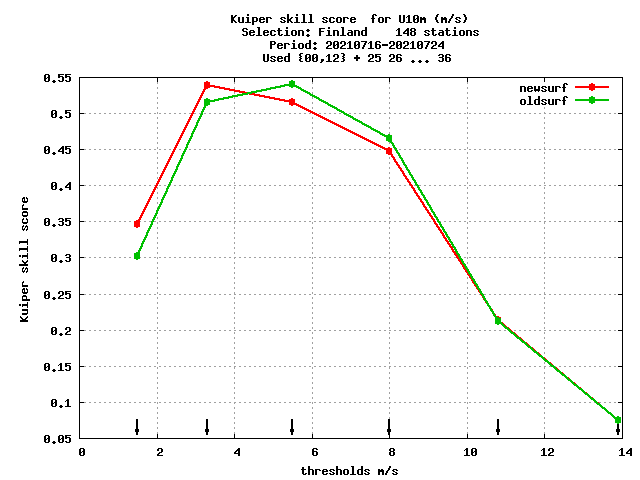 Kuiper skill score  for U10m (m/s)
Selection: Finland    148 stations
Period: 20210716-20210724
Used {00,12} + 25 26 ... 36
newsurf
oldsurf
0.55
0.5
0.45
0.4
0.35
0.3
0.25
0.2
0.15
0.1
0.05
Kuiper skill score
0 2 4 6 8 10 12 14
thresholds m/s